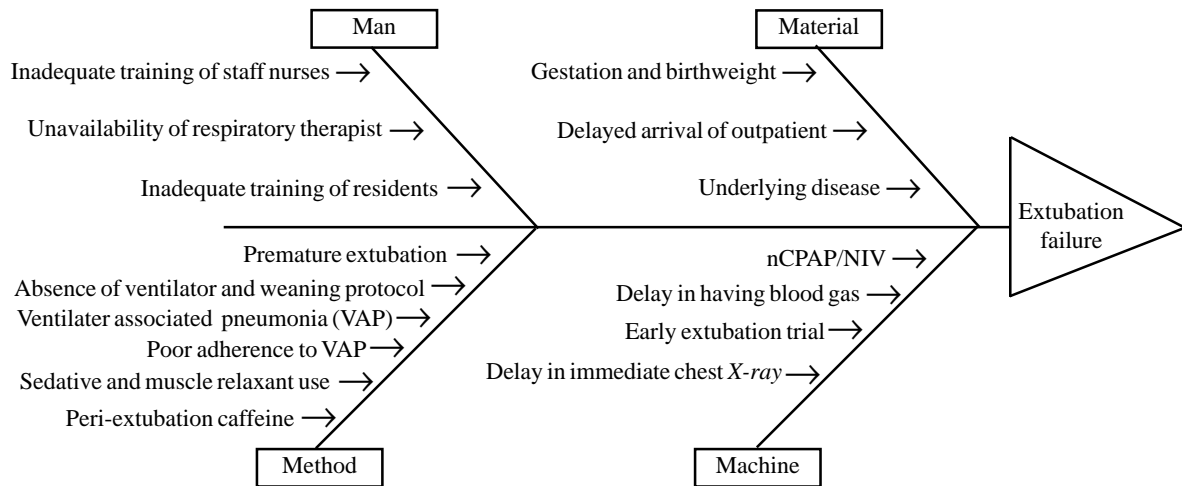 Man
Material
Inadequate training of staff nurses
Gestation and birthweight
Unavailability of respiratory therapist
Delayed arrival of outpatient
Inadequate training of residents
Underlying disease
Extubation
failure
Premature extubation
nCPAP/NIV
Absence of ventilator and weaning protocol
Delay in having blood gas
Ventilater associated pneumonia (VAP)
Early extubation trial
Poor adherence to VAP
Delay in immediate chest X-ray
Sedative and muscle relaxant use
Peri-extubation caffeine
Method
Machine